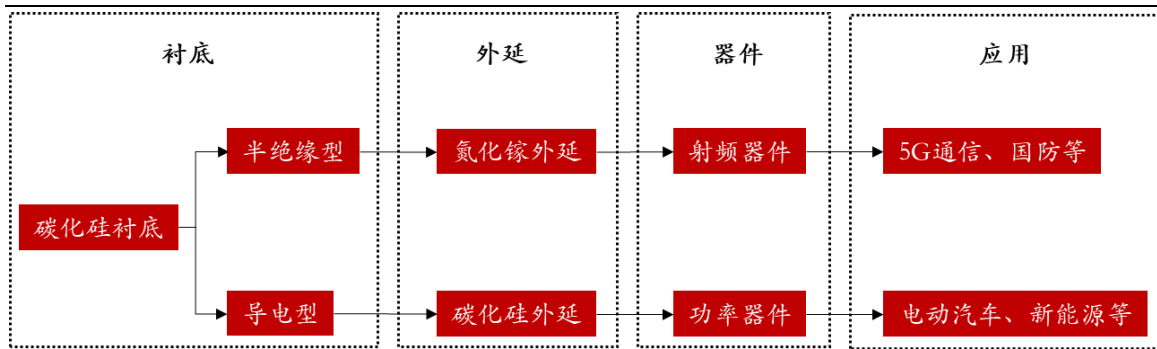 衬底
外延
器件
应用
半绝缘型
氮化镓外延
射频器件
5G通信、国防等
碳化硅衬底
导电型
碳化硅外延
功率器件
电动汽车、新能源等